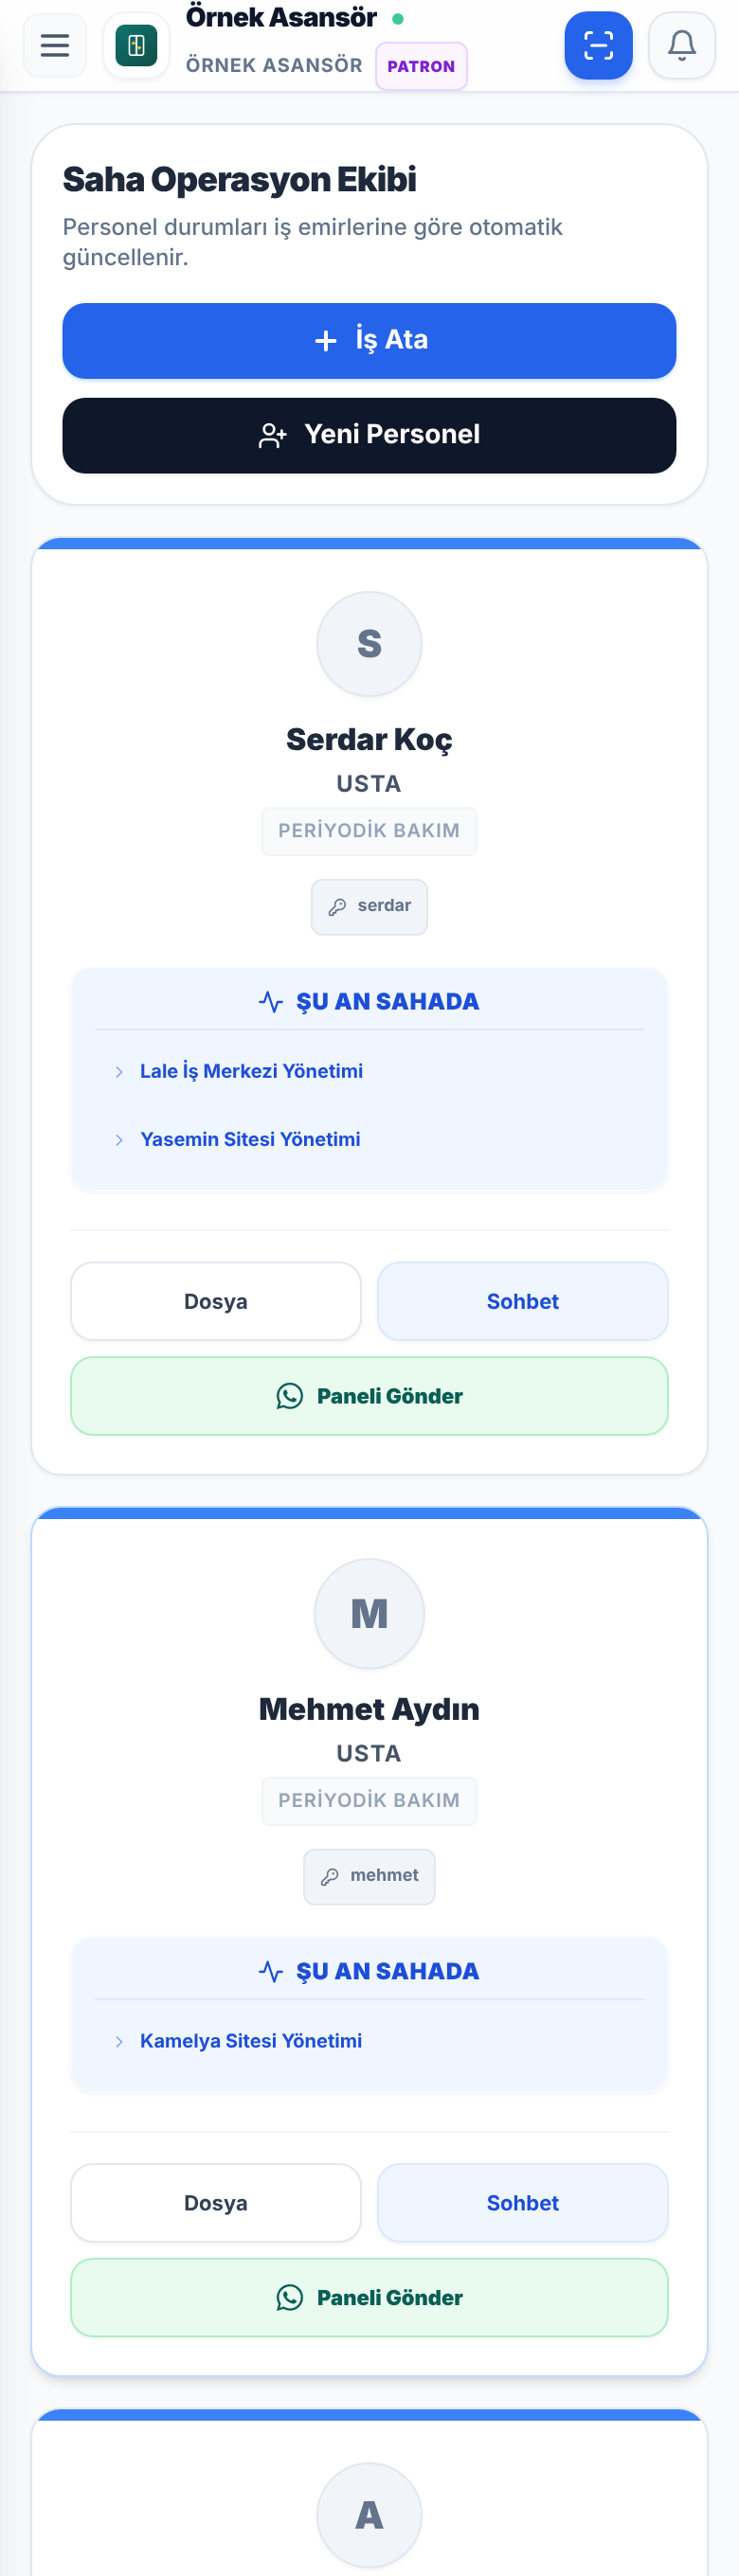 Örnek Asansör
ÖRNEK ASANSÖR PATRON
Saha Operasyon Ekibi
Personel durumları iş emirlerine göre otomatik
güncellenir.
İş Ata
Yeni Personel
S
Serdar Koç
USTA
PERİYODİK BAKIM
serdar
ŞU AN SAHADA
Lale İş Merkezi Yönetimi
Yasemin Sitesi Yönetimi
Dosya Sohbet
Paneli Gönder
M
Mehmet Aydın
USTA
PERİYODİK BAKIM
mehmet
ŞU AN SAHADA
Kamelya Sitesi Yönetimi
Dosya Sohbet
Paneli Gönder
A